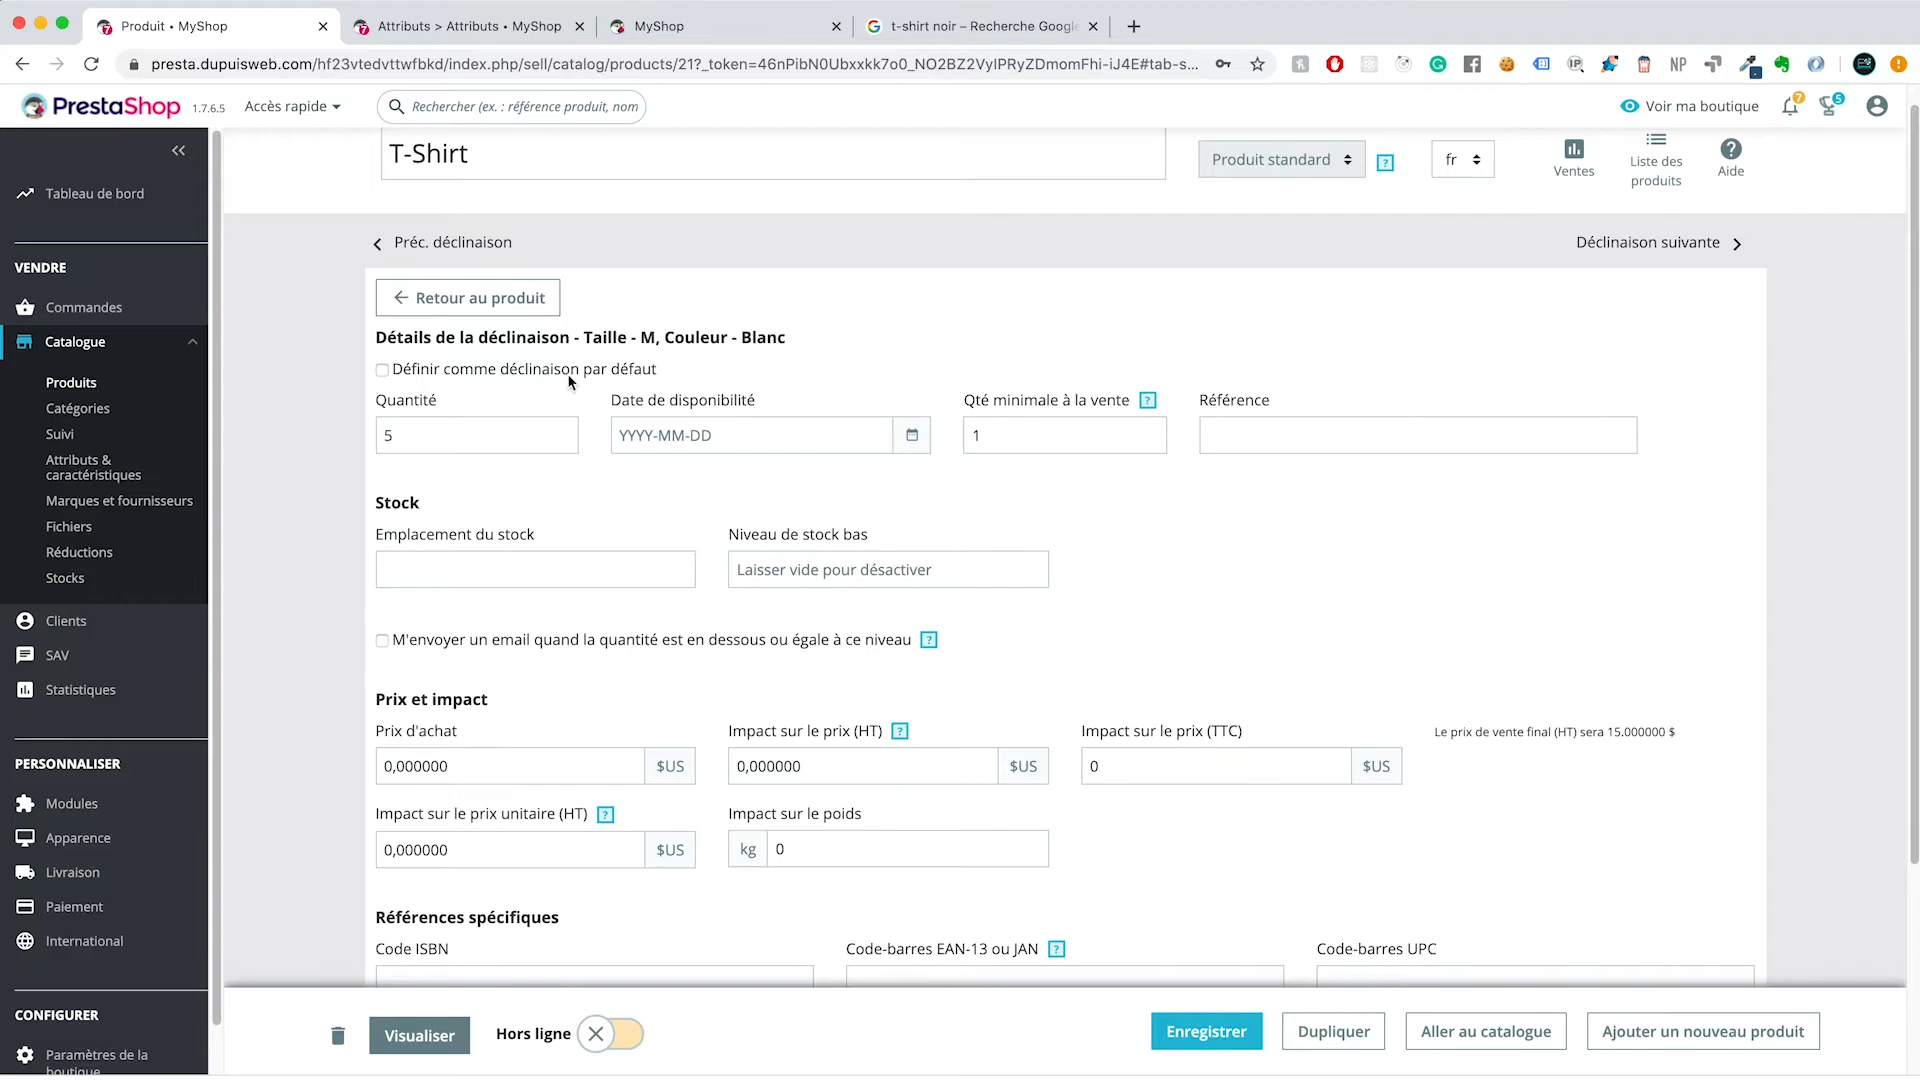 Produit • MyShop
Attributs > Attributs • MyShop
MyShop
t-shirt noir – Recherche Google
presta.dupuisweb.com/hf23vtedvttwfbkd/index.php/sell/catalog/products/21?_token=46nPibN0Ubxxkk7o0_NO2BZ2VyIPRyZDmomFhi-iJ4E#tab-s...
PrestaShop 1.7.6.5
Accès rapide
Rechercher (ex. : référence produit, nom
Voir ma boutique
7
5
T-Shirt
Produit standard
?
fr
Ventes
Liste des
produits
Aide
Tableau de bord
VENDRE
Commandes
Catalogue
Produits
Catégories
Suivi
Attributs &
caractéristiques
Marques et fournisseurs
Fichiers
Réductions
Stocks
Clients
SAV
Statistiques
PERSONNALISER
Modules
Apparence
Livraison
Paiement
International
CONFIGURER
Paramètres de la
boutique
Préc. déclinaison
Déclinaison suivante
Retour au produit
Détails de la déclinaison - Taille - M, Couleur - Blanc
Définir comme déclinaison par défaut
Quantité
Date de disponibilité
Qté minimale à la vente ?
Référence
5
YYYY-MM-DD
1
Stock
Emplacement du stock
Niveau de stock bas
Laisser vide pour désactiver
M'envoyer un email quand la quantité est en dessous ou égale à ce niveau ?
Prix et impact
Prix d'achat
Impact sur le prix (HT) ?
Impact sur le prix (TTC)
Le prix de vente final (HT) sera 15.000000 $
0,000000 $US
0,000000 $US
0 $US
Impact sur le prix unitaire (HT) ?
Impact sur le poids
0,000000 $US
kg 0
Références spécifiques
Code ISBN
Code-barres EAN-13 ou JAN ?
Code-barres UPC
Visualiser
Hors ligne
Enregistrer
Dupliquer
Aller au catalogue
Ajouter un nouveau produit